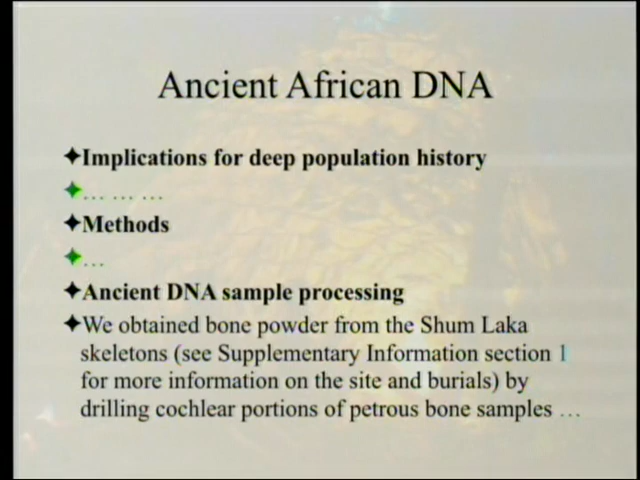 Ancient African DNA
✦Implications for deep population history
✦… … …
✦Methods
✦…
✦Ancient DNA sample processing
✦We obtained bone powder from the Shum Laka
skeletons (see Supplementary Information section 1
for more information on the site and burials) by
drilling cochlear portions of petrous bone samples …